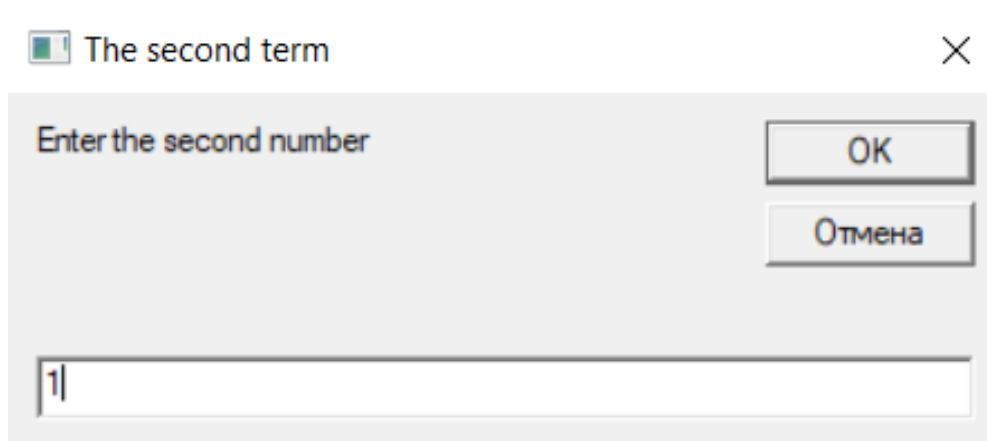 The second term
Enter the second number
OK
Отмена
1